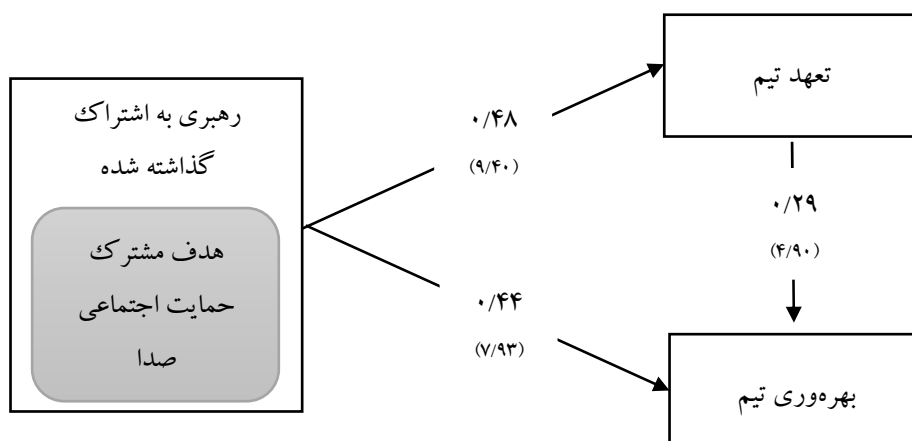 رهبری به اشتراک
گذاشته شده
هدف مشترک
حمایت اجتماعی
صدا
۰/۴۸
(۹/۴۰)
۰/۴۴
(۷/۹۳)
تعهد تیم
۰/۲۹
(۴/۹۰)
بهره‌وری تیم